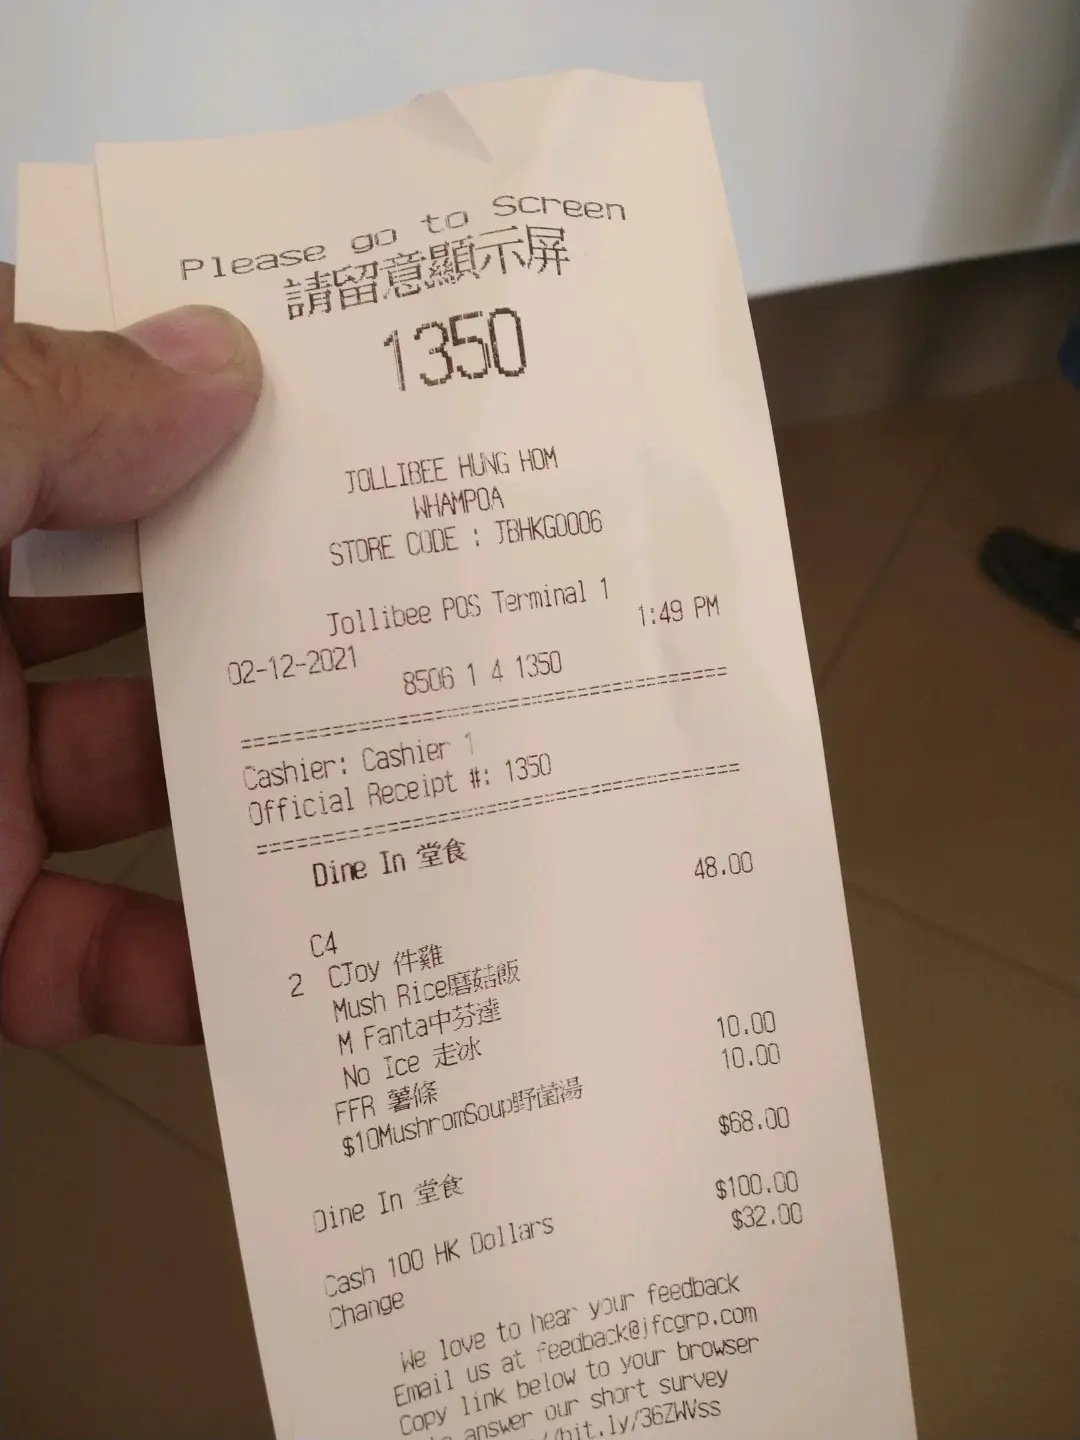 Please go to Screen
請留意顯示屏
1350
JOLLIBEE HUNG HOM
WHAMPOA
STORE CODE : JBHKG0006
Jollibee POS Terminal 1
02-12-2021 1:49 PM
8506 1 4 1350
==========================================
Cashier: Cashier 1
Official Receipt #: 1350
==========================================
Dine In 堂食
C4 48.00
2 CJoy 件雞
Mush Rice磨菇飯
M Fanta中芬達
No Ice 走冰
FFR 薯條 10.00
$10MushromSoup野菌湯 10.00
Dine In 堂食 $68.00
Cash 100 HK Dollars $100.00
Change $32.00
We love to hear your feedback
Email us at feedback@jfcgrp.com
Copy link below to your browser
answer our short survey
//bit.ly/36ZWVss